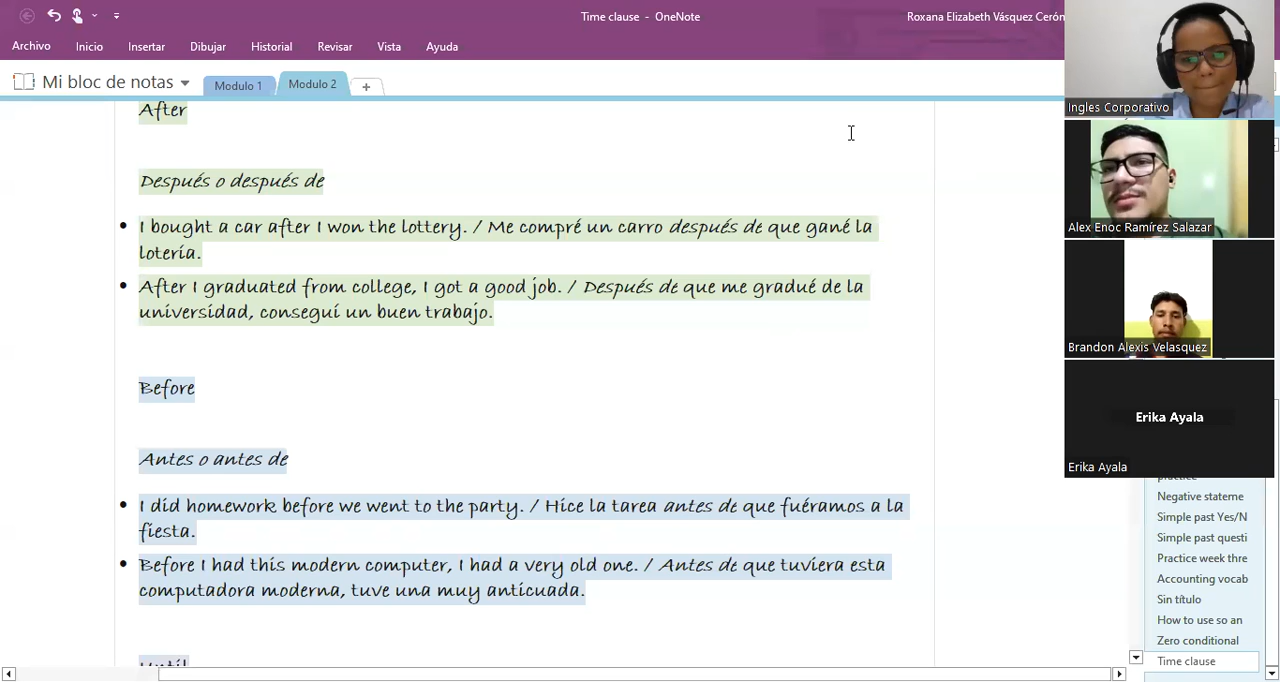 Time clause - OneNote
Roxana Elizabeth Vásquez Cerón
Archivo Inicio Insertar Dibujar Historial Revisar Vista Ayuda
Mi bloc de notas Modulo 1 Modulo 2
After
Después o después de
I bought a car after I won the lottery. / Me compré un carro después de que gané la
lotería.
After I graduated from college, I got a good job. / Después de que me gradué de la
universidad, conseguí un buen trabajo.
Before
Antes o antes de
I did homework before we went to the party. / Hice la tarea antes de que fuéramos a la
fiesta.
Before I had this modern computer, I had a very old one. / Antes de que tuviera esta
computadora moderna, tuve una muy anticuada.
Until
Ingles Corporativo
Alex Enoc Ramírez Salazar
Brandon Alexis Velasquez
Erika Ayala
Erika Ayala
practice
Negative stateme
Simple past Yes/N
Simple past questi
Practice week thre
Accounting vocab
Sin título
How to use so an
Zero conditional
Time clause